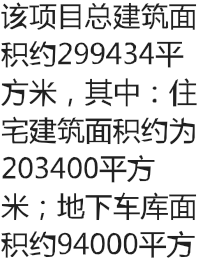 该项目总建筑面
积约299434平
方米，其中：住
宅建筑面积约为
203400平方
米；地下车库面
积约94000平方